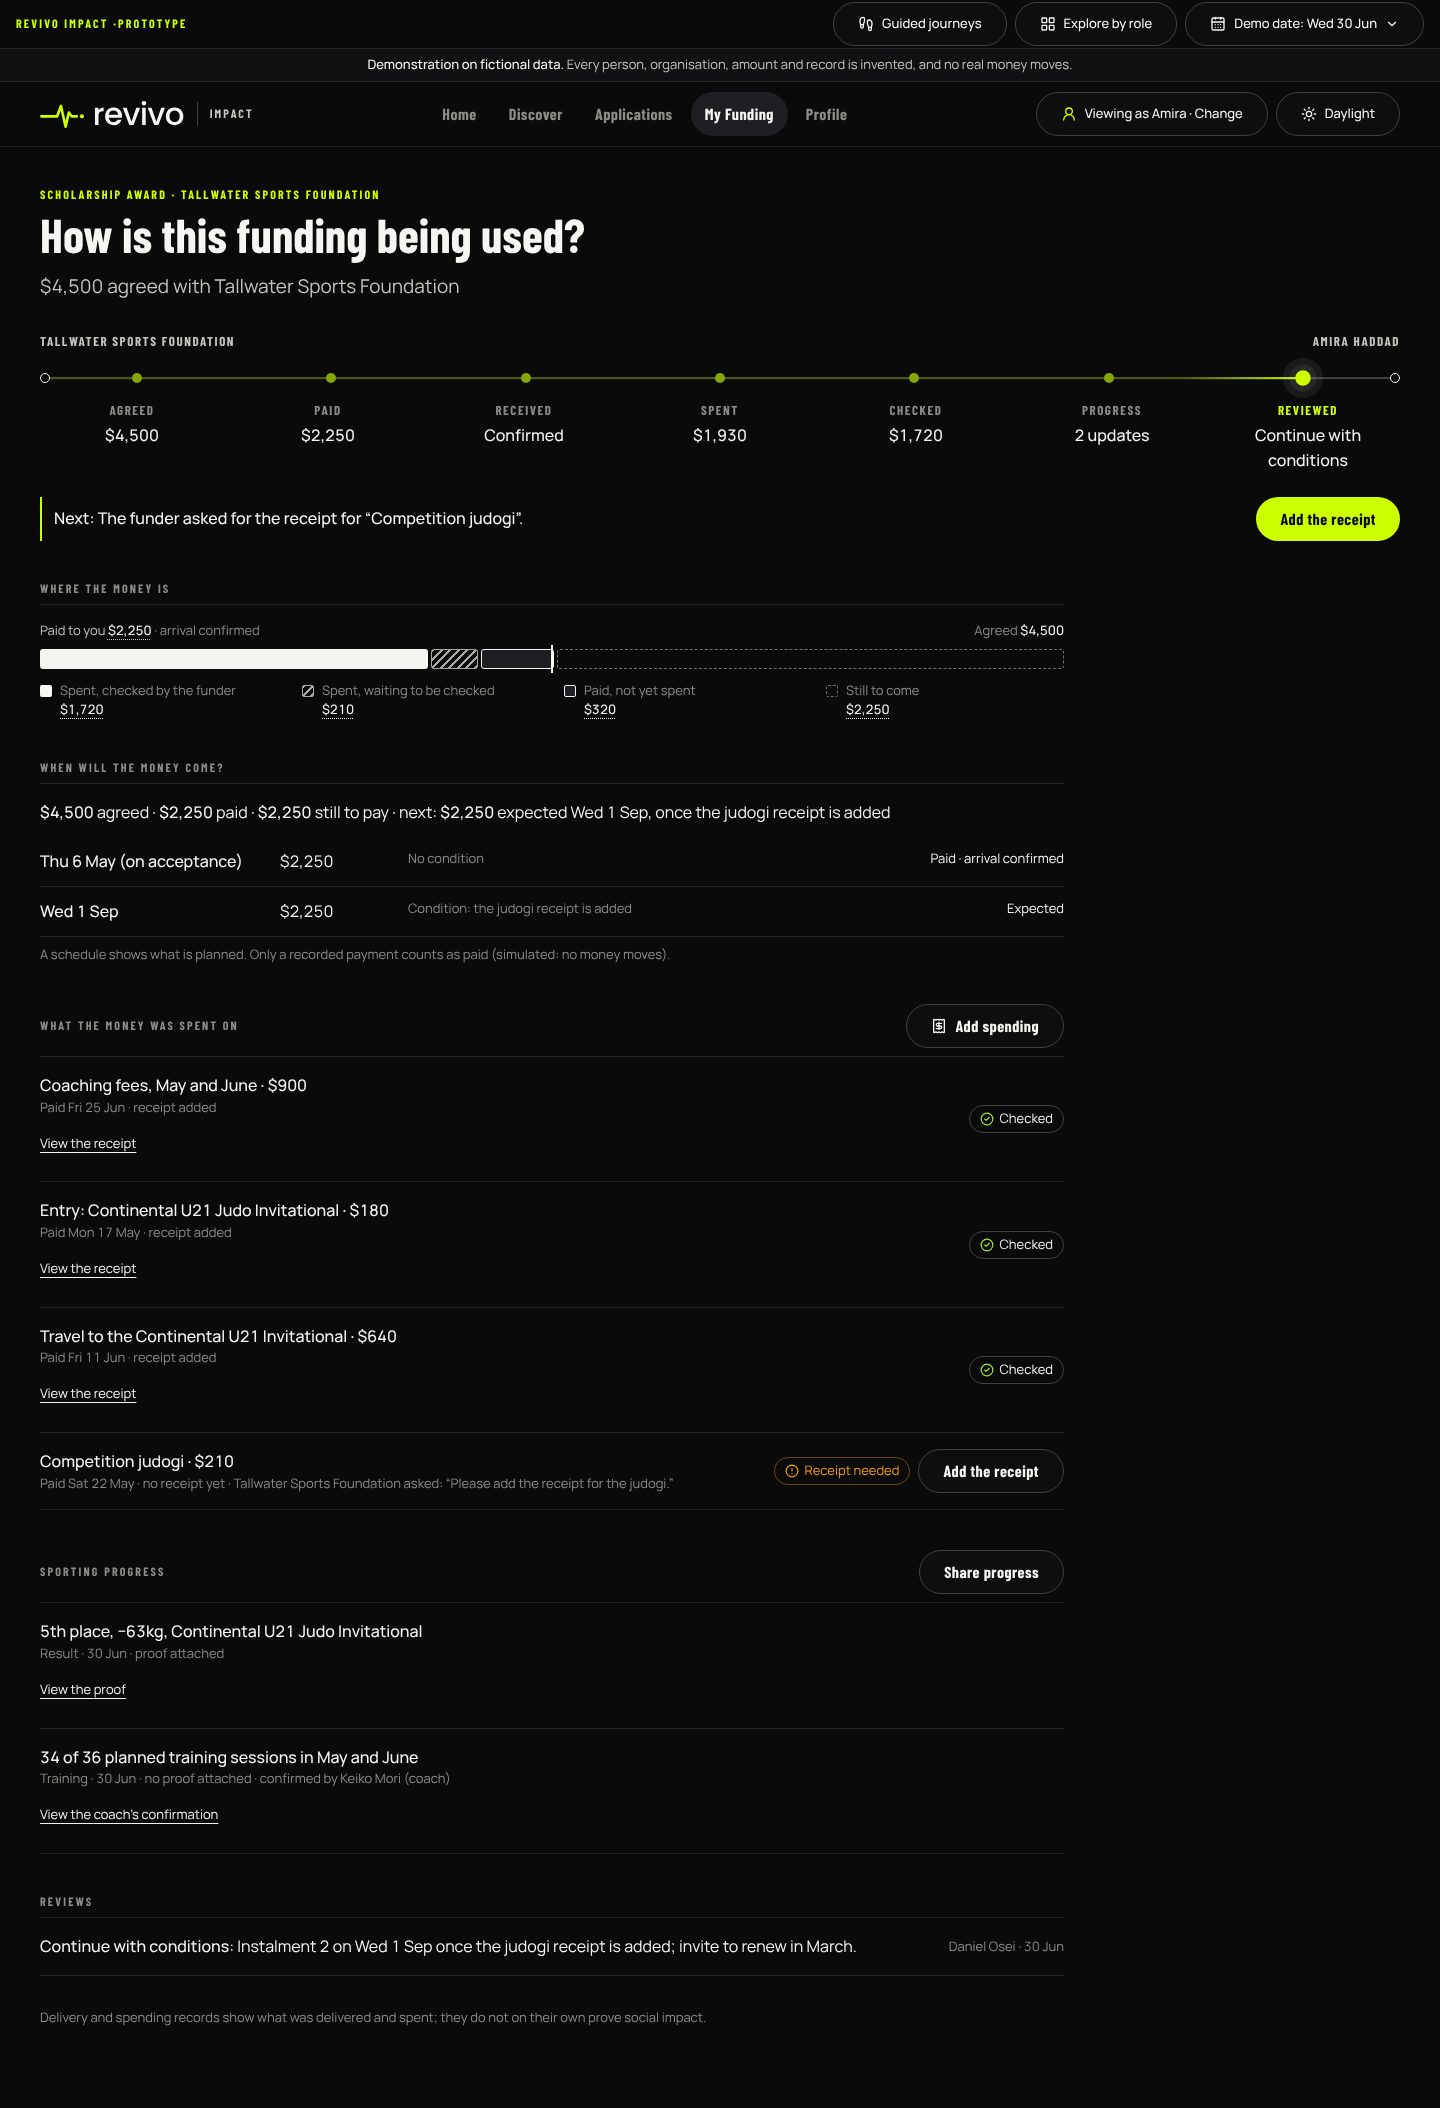 REVIVO IMPACT · PROTOTYPE
Guided journeys
Explore by role
Demo date: Wed 30 Jun
Demonstration on fictional data. Every person, organisation, amount and record is invented, and no real money moves.
revivo
IMPACT
Home
Discover
Applications
My Funding
Profile
Viewing as Amira · Change
Daylight
SCHOLARSHIP AWARD · TALLWATER SPORTS FOUNDATION
How is this funding being used?
$4,500 agreed with Tallwater Sports Foundation
TALLWATER SPORTS FOUNDATION
AMIRA HADDAD
AGREED
$4,500
PAID
$2,250
RECEIVED
Confirmed
SPENT
$1,930
CHECKED
$1,720
PROGRESS
2 updates
REVIEWED
Continue with
conditions
Next: The funder asked for the receipt for “Competition judogi”.
Add the receipt
WHERE THE MONEY IS
Paid to you $2,250 · arrival confirmed
Agreed $4,500
Spent, checked by the funder
$1,720
Spent, waiting to be checked
$210
Paid, not yet spent
$320
Still to come
$2,250
WHEN WILL THE MONEY COME?
$4,500 agreed · $2,250 paid · $2,250 still to pay · next: $2,250 expected Wed 1 Sep, once the judogi receipt is added
Thu 6 May (on acceptance)
$2,250
No condition
Paid · arrival confirmed
Wed 1 Sep
$2,250
Condition: the judogi receipt is added
Expected
A schedule shows what is planned. Only a recorded payment counts as paid (simulated: no money moves).
WHAT THE MONEY WAS SPENT ON
Add spending
Coaching fees, May and June · $900
Paid Fri 25 Jun · receipt added
View the receipt
Checked
Entry: Continental U21 Judo Invitational · $180
Paid Mon 17 May · receipt added
View the receipt
Checked
Travel to the Continental U21 Invitational · $640
Paid Fri 11 Jun · receipt added
View the receipt
Checked
Competition judogi · $210
Paid Sat 22 May · no receipt yet · Tallwater Sports Foundation asked: “Please add the receipt for the judogi.”
Receipt needed
Add the receipt
SPORTING PROGRESS
Share progress
5th place, −63kg, Continental U21 Judo Invitational
Result · 30 Jun · proof attached
View the proof
34 of 36 planned training sessions in May and June
Training · 30 Jun · no proof attached · confirmed by Keiko Mori (coach)
View the coach’s confirmation
REVIEWS
Continue with conditions: Instalment 2 on Wed 1 Sep once the judogi receipt is added; invite to renew in March.
Daniel Osei · 30 Jun
Delivery and spending records show what was delivered and spent; they do not on their own prove social impact.